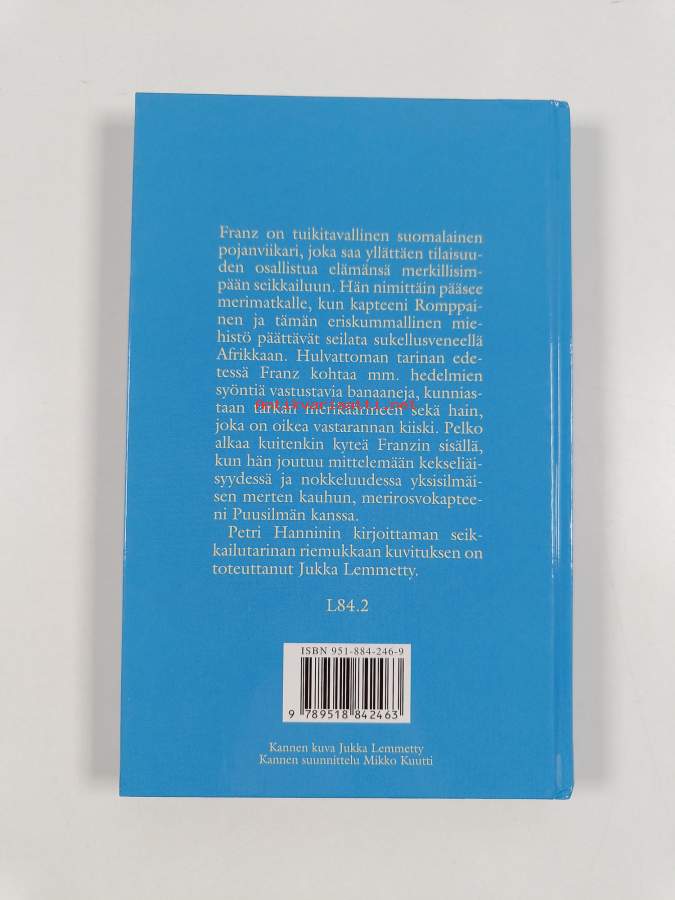 Franz on tuikitavallinen suomalainen
pojanviikari, joka saa yllättäen tilaisuu-
den osallistua elämänsä merkillisim-
pään seikkailuun. Hän nimittäin pääsee
merimatkalle, kun kapteeni Romppai-
nen ja tämän eriskummallinen mie-
histö päättävät seilata sukellusveneellä
Afrikkaan. Hulvattoman tarinan ede-
tessä Franz kohtaa mm. hedelmien
syöntiä vastustavia banaaneja, kunnias-
taan tarkan merikäärmeen sekä hain,
antikvariaatti.net
joka on oikea vastarannan kiiski. Pelko
alkaa kuitenkin kyteä Franzin sisällä,
kun hän joutuu mittelemään kekseliäi-
syydessä ja nokkeluudessa yksisilmäi-
sen merten kauhun, merirosvokaptee-
ni Puusilmän kanssa.
Petri Hanninin kirjoittaman seik-
kailutarinan riemukkaan kuvituksen on
toteuttanut Jukka Lemmetty.
L84.2
ISBN 951-884-246-9
9 789518 842463
Kannen kuva Jukka Lemmetty
Kannen suunnittelu Mikko Kuutti